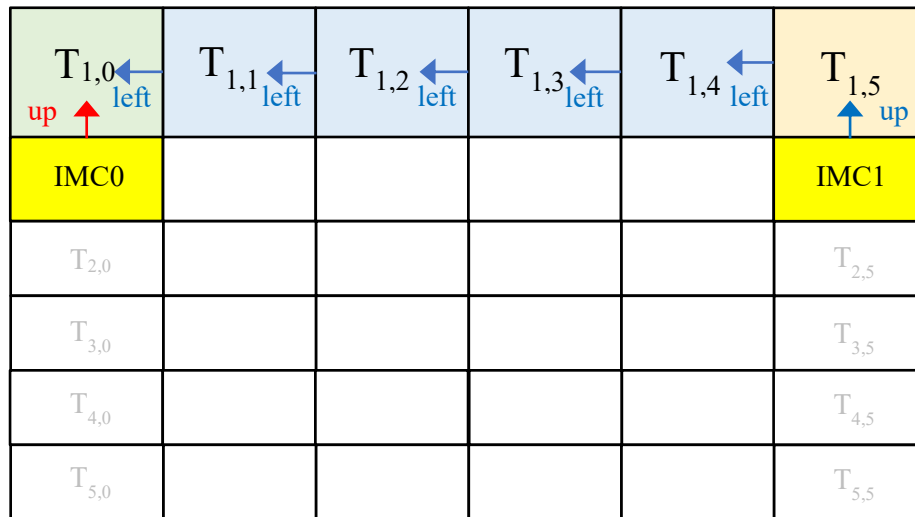 T1,0 T1,1 T1,2 T1,3 T1,4 T1,5
left left left left left
up up
IMC0 IMC1
T2,0 T2,5
T3,0 T3,5
T4,0 T4,5
T5,0 T5,5